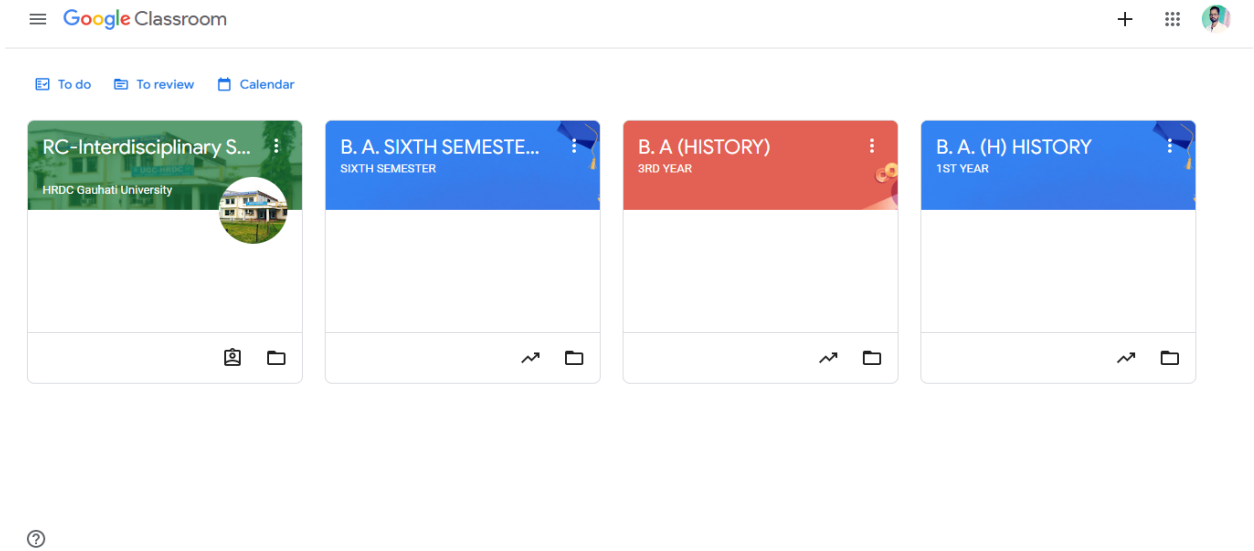 Google Classroom
To do
To review
Calendar
RC-Interdisciplinary S...
HRDC Gauhati University
B. A. SIXTH SEMESTE...
SIXTH SEMESTER
B. A (HISTORY)
3RD YEAR
B. A. (H) HISTORY
1ST YEAR